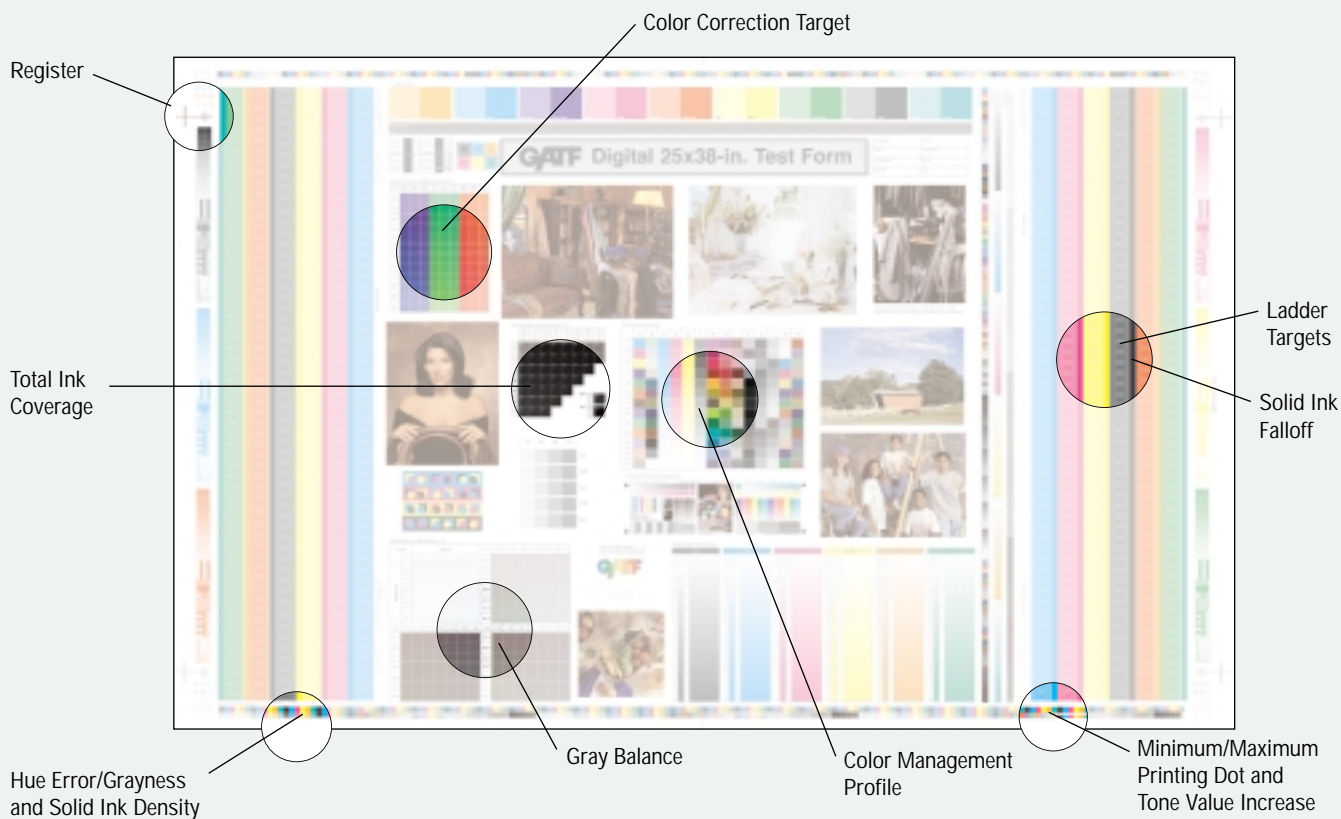 Color Correction Target
Register
GATF Digital 25x38-in. Test Form
Ladder
Targets
Total Ink
Coverage
Solid Ink
Falloff
GATF
Gray Balance
Color Management
Profile
Minimum/Maximum
Printing Dot and
Tone Value Increase
Hue Error/Grayness
and Solid Ink Density